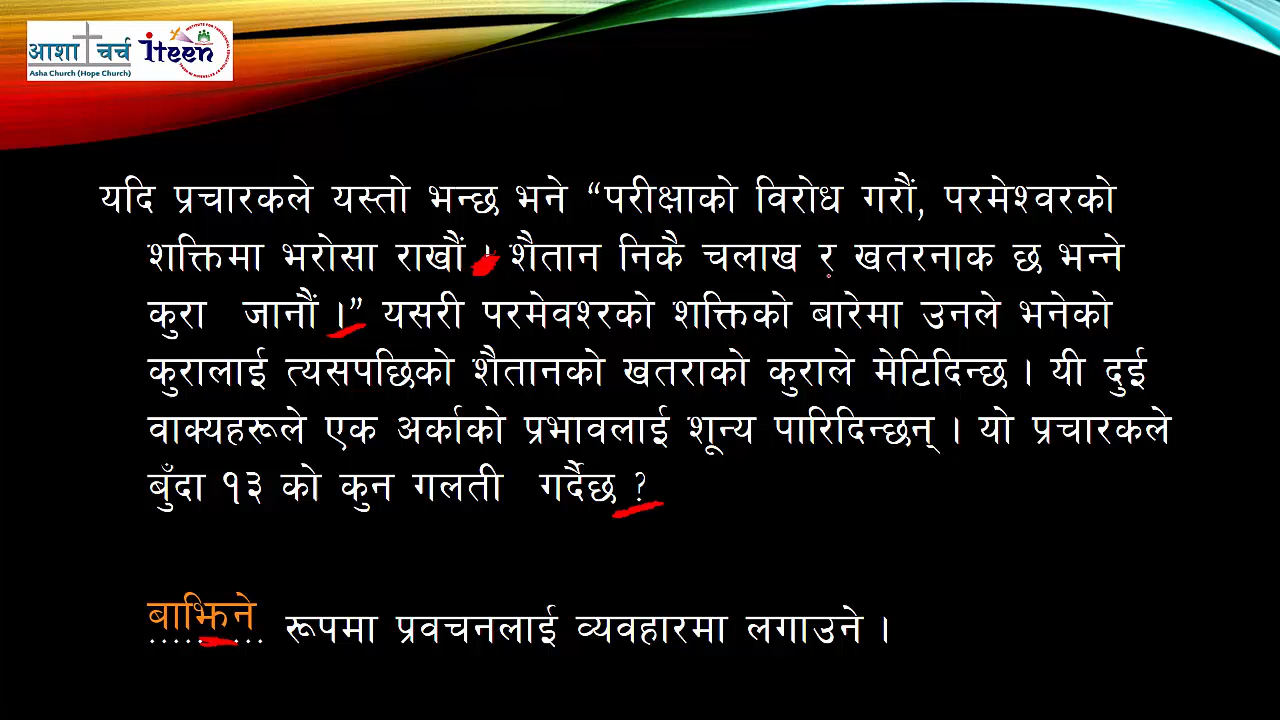 आशा चर्च iteen
Asha Church (Hope Church)
यदि प्रचारकले यस्तो भन्छ भने “परीक्षाको विरोध गरौं, परमेश्वरको
शक्तिमा भरोसा राखौं । शैतान निकै चलाख र खतरनाक छ भन्ने
कुरा जानौं ।” यसरी परमेवश्रको शक्तिको बारेमा उनले भनेको
कुरालाई त्यसपछिको शैतानको खतराको कुराले मेटिदिन्छ । यी दुई
वाक्यहरूले एक अर्काको प्रभावलाई शून्य पारिदिन्छन् । यो प्रचारकले
बुँदा १३ को कुन गलती गर्दैछ ?
बाझिने
.......... रूपमा प्रवचनलाई व्यवहारमा लगाउने ।